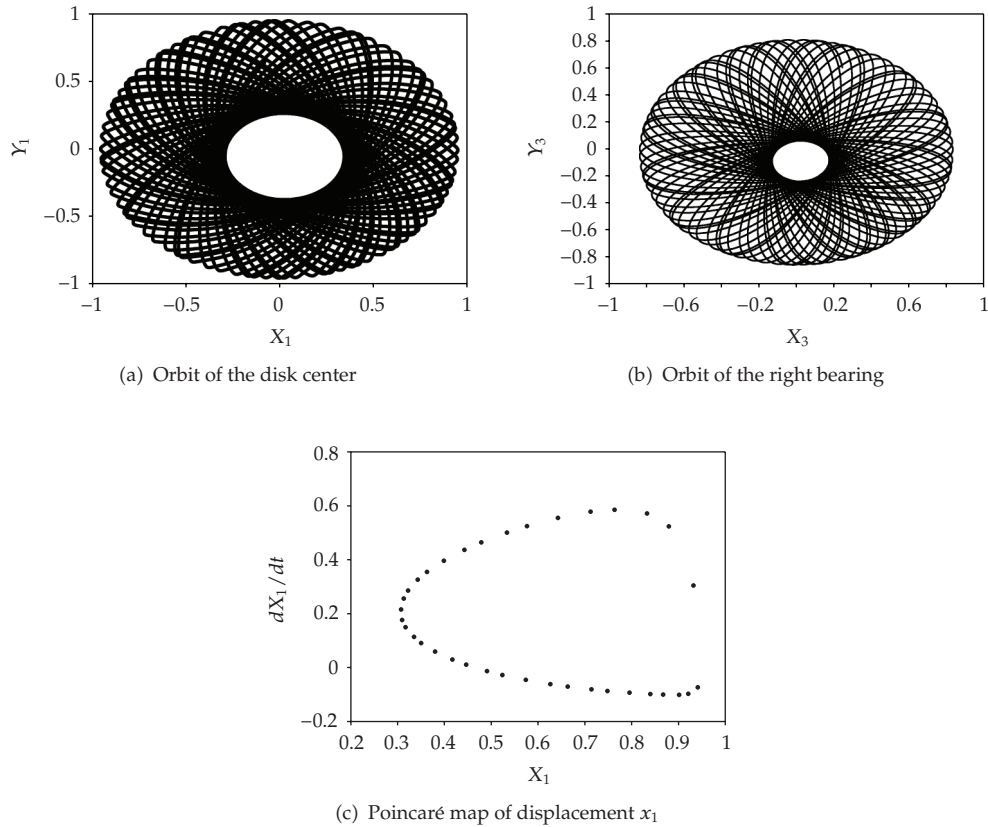 1
0.5
0
−0.5
−1
Y₁
−1 −0.5 0 0.5 1
X₁
(a) Orbit of the disk center
1
0.8
0.6
0.4
0.2
0
−0.2
−0.4
−0.6
−0.8
−1
Y₃
−1 −0.6 −0.2 0.2 0.6 1
X₃
(b) Orbit of the right bearing
0.8
0.6
0.4
0.2
0
−0.2
dX₁/dt
0.2 0.3 0.4 0.5 0.6 0.7 0.8 0.9 1
X₁
(c) Poincaré map of displacement x₁